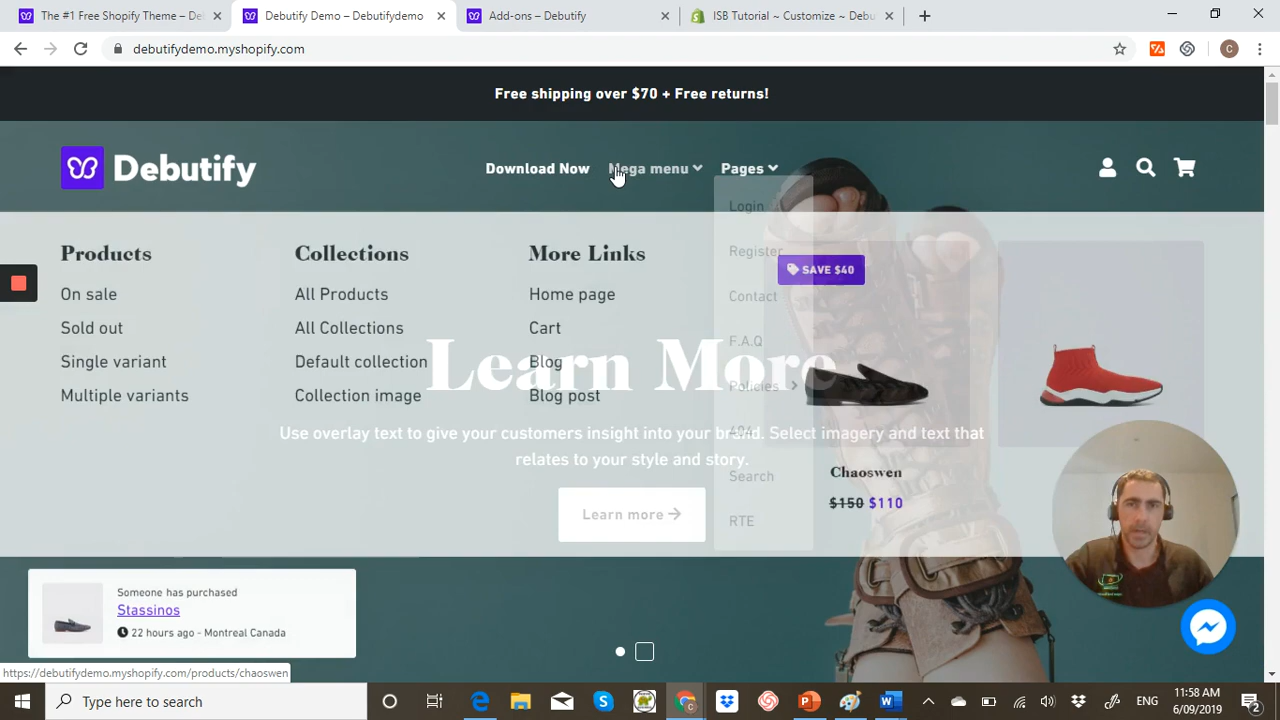 The #1 Free Shopify Theme – Deb
Debutify Demo – Debutifydemo
Add-ons – Debutify
ISB Tutorial ~ Customize ~ Debu
debutifydemo.myshopify.com
C
Free shipping over $70 + Free returns!
Debutify
Download Now
Mega menu
Pages
Products
Collections
More Links
Login
On sale
All Products
Home page
Register
SAVE $40
Sold out
All Collections
Cart
Contact
Single variant
Default collection
Blog
F.A.Q
Multiple variants
Collection image
Blog post
Policies
404
Learn More
Use overlay text to give your customers insight into your brand. Select imagery and text that
relates to your style and story.
Search
Chaoswen
$150 $110
Learn more
RTE
Someone has purchased
Stassinos
22 hours ago - Montreal Canada
https://debutifydemo.myshopify.com/products/chaoswen
Type here to search
ENG
11:58 AM
6/09/2019
2